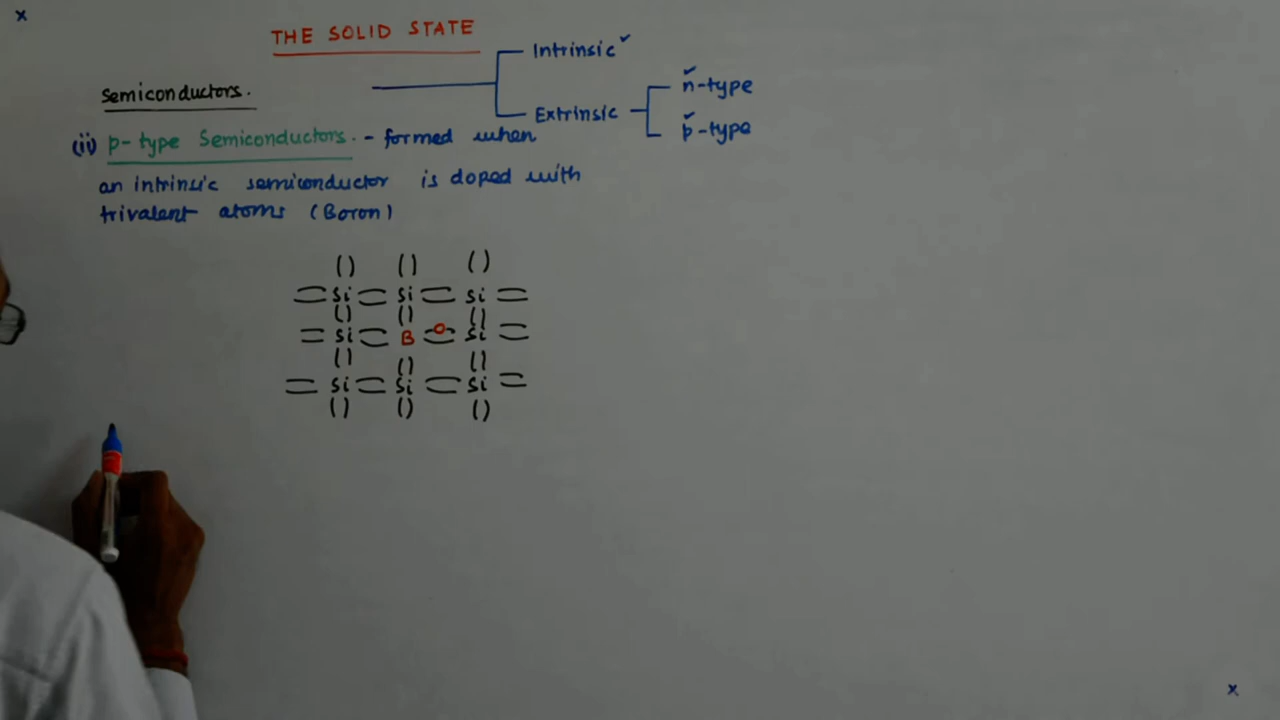 THE SOLID STATE
Semiconductors.
Intrinsic
Extrinsic
n-type
p-type
(ii) p-type Semiconductors. - formed when
an intrinsic semiconductor is doped with
trivalent atoms (Boron)
Si Si Si
Si B Si
Si Si Si